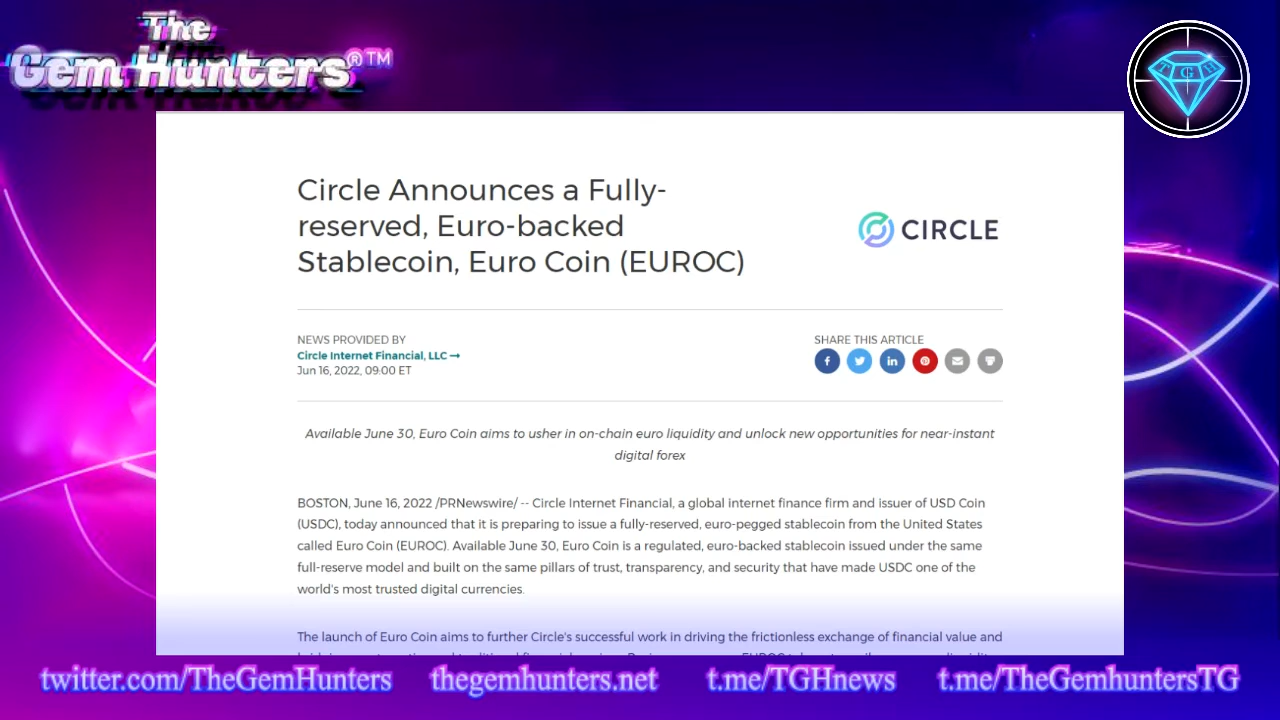 The
Gem Hunters®™
T G H
Circle Announces a Fully-
reserved, Euro-backed
Stablecoin, Euro Coin (EUROC)
CIRCLE
NEWS PROVIDED BY
Circle Internet Financial, LLC →
Jun 16, 2022, 09:00 ET
SHARE THIS ARTICLE
Available June 30, Euro Coin aims to usher in on-chain euro liquidity and unlock new opportunities for near-instant
digital forex
BOSTON, June 16, 2022 /PRNewswire/ -- Circle Internet Financial, a global internet finance firm and issuer of USD Coin
(USDC), today announced that it is preparing to issue a fully-reserved, euro-pegged stablecoin from the United States
called Euro Coin (EUROC). Available June 30, Euro Coin is a regulated, euro-backed stablecoin issued under the same
full-reserve model and built on the same pillars of trust, transparency, and security that have made USDC one of the
world's most trusted digital currencies.
The launch of Euro Coin aims to further Circle's successful work in driving the frictionless exchange of financial value and
twitter.com/TheGemHunters
thegemhunters.net
t.me/TGHnews
t.me/TheGemhuntersTG